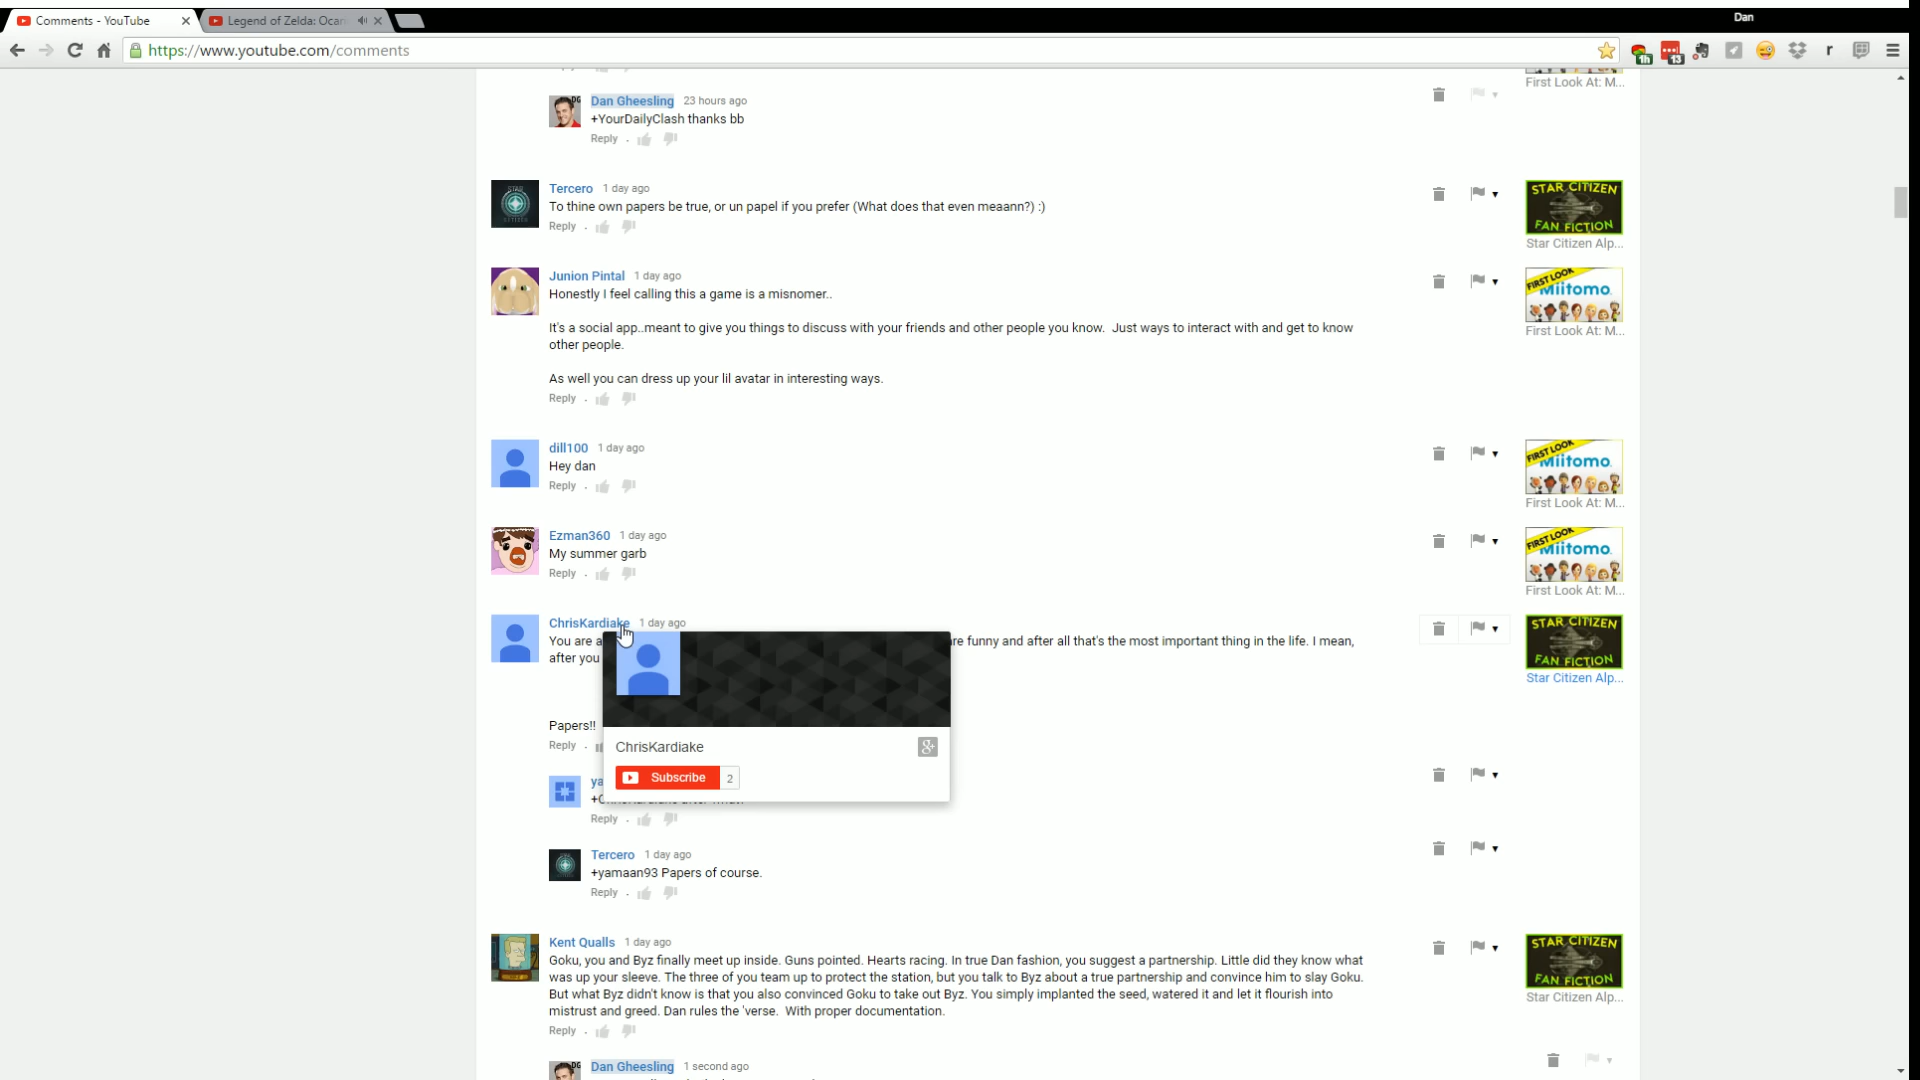 Comments - YouTube
Legend of Zelda: Ocari
Dan
https://www.youtube.com/comments
1h
13
r
First Look At: M...
Dan Gheesling 23 hours ago
+YourDailyClash thanks bb
Reply .
Tercero 1 day ago
To thine own papers be true, or un papel if you prefer (What does that even meaann?) :)
Reply .
STAR CITIZEN
FAN FICTION
Star Citizen Alp...
Junion Pintal 1 day ago
Honestly I feel calling this a game is a misnomer..
It's a social app..meant to give you things to discuss with your friends and other people you know. Just ways to interact with and get to know
other people.
As well you can dress up your lil avatar in interesting ways.
Reply .
FIRST LOOK
Miitomo
First Look At: M...
dill100 1 day ago
Hey dan
Reply .
FIRST LOOK
Miitomo
First Look At: M...
Ezman360 1 day ago
My summer garb
Reply .
FIRST LOOK
Miitomo
First Look At: M...
ChrisKardiake 1 day ago
You are a re funny and after all that's the most important thing in the life. I mean,
after you
Papers!!
Reply .
STAR CITIZEN
FAN FICTION
Star Citizen Alp...
ChrisKardiake
g+
Subscribe 2
ya
Reply .
Tercero 1 day ago
+yamaan93 Papers of course.
Reply .
Kent Qualls 1 day ago
Goku, you and Byz finally meet up inside. Guns pointed. Hearts racing. In true Dan fashion, you suggest a partnership. Little did they know what
was up your sleeve. The three of you team up to protect the station, but you talk to Byz about a true partnership and convince him to slay Goku.
But what Byz didn't know is that you also convinced Goku to take out Byz. You simply implanted the seed, watered it and let it flourish into
mistrust and greed. Dan rules the 'verse. With proper documentation.
Reply .
STAR CITIZEN
FAN FICTION
Star Citizen Alp...
Dan Gheesling 1 second ago